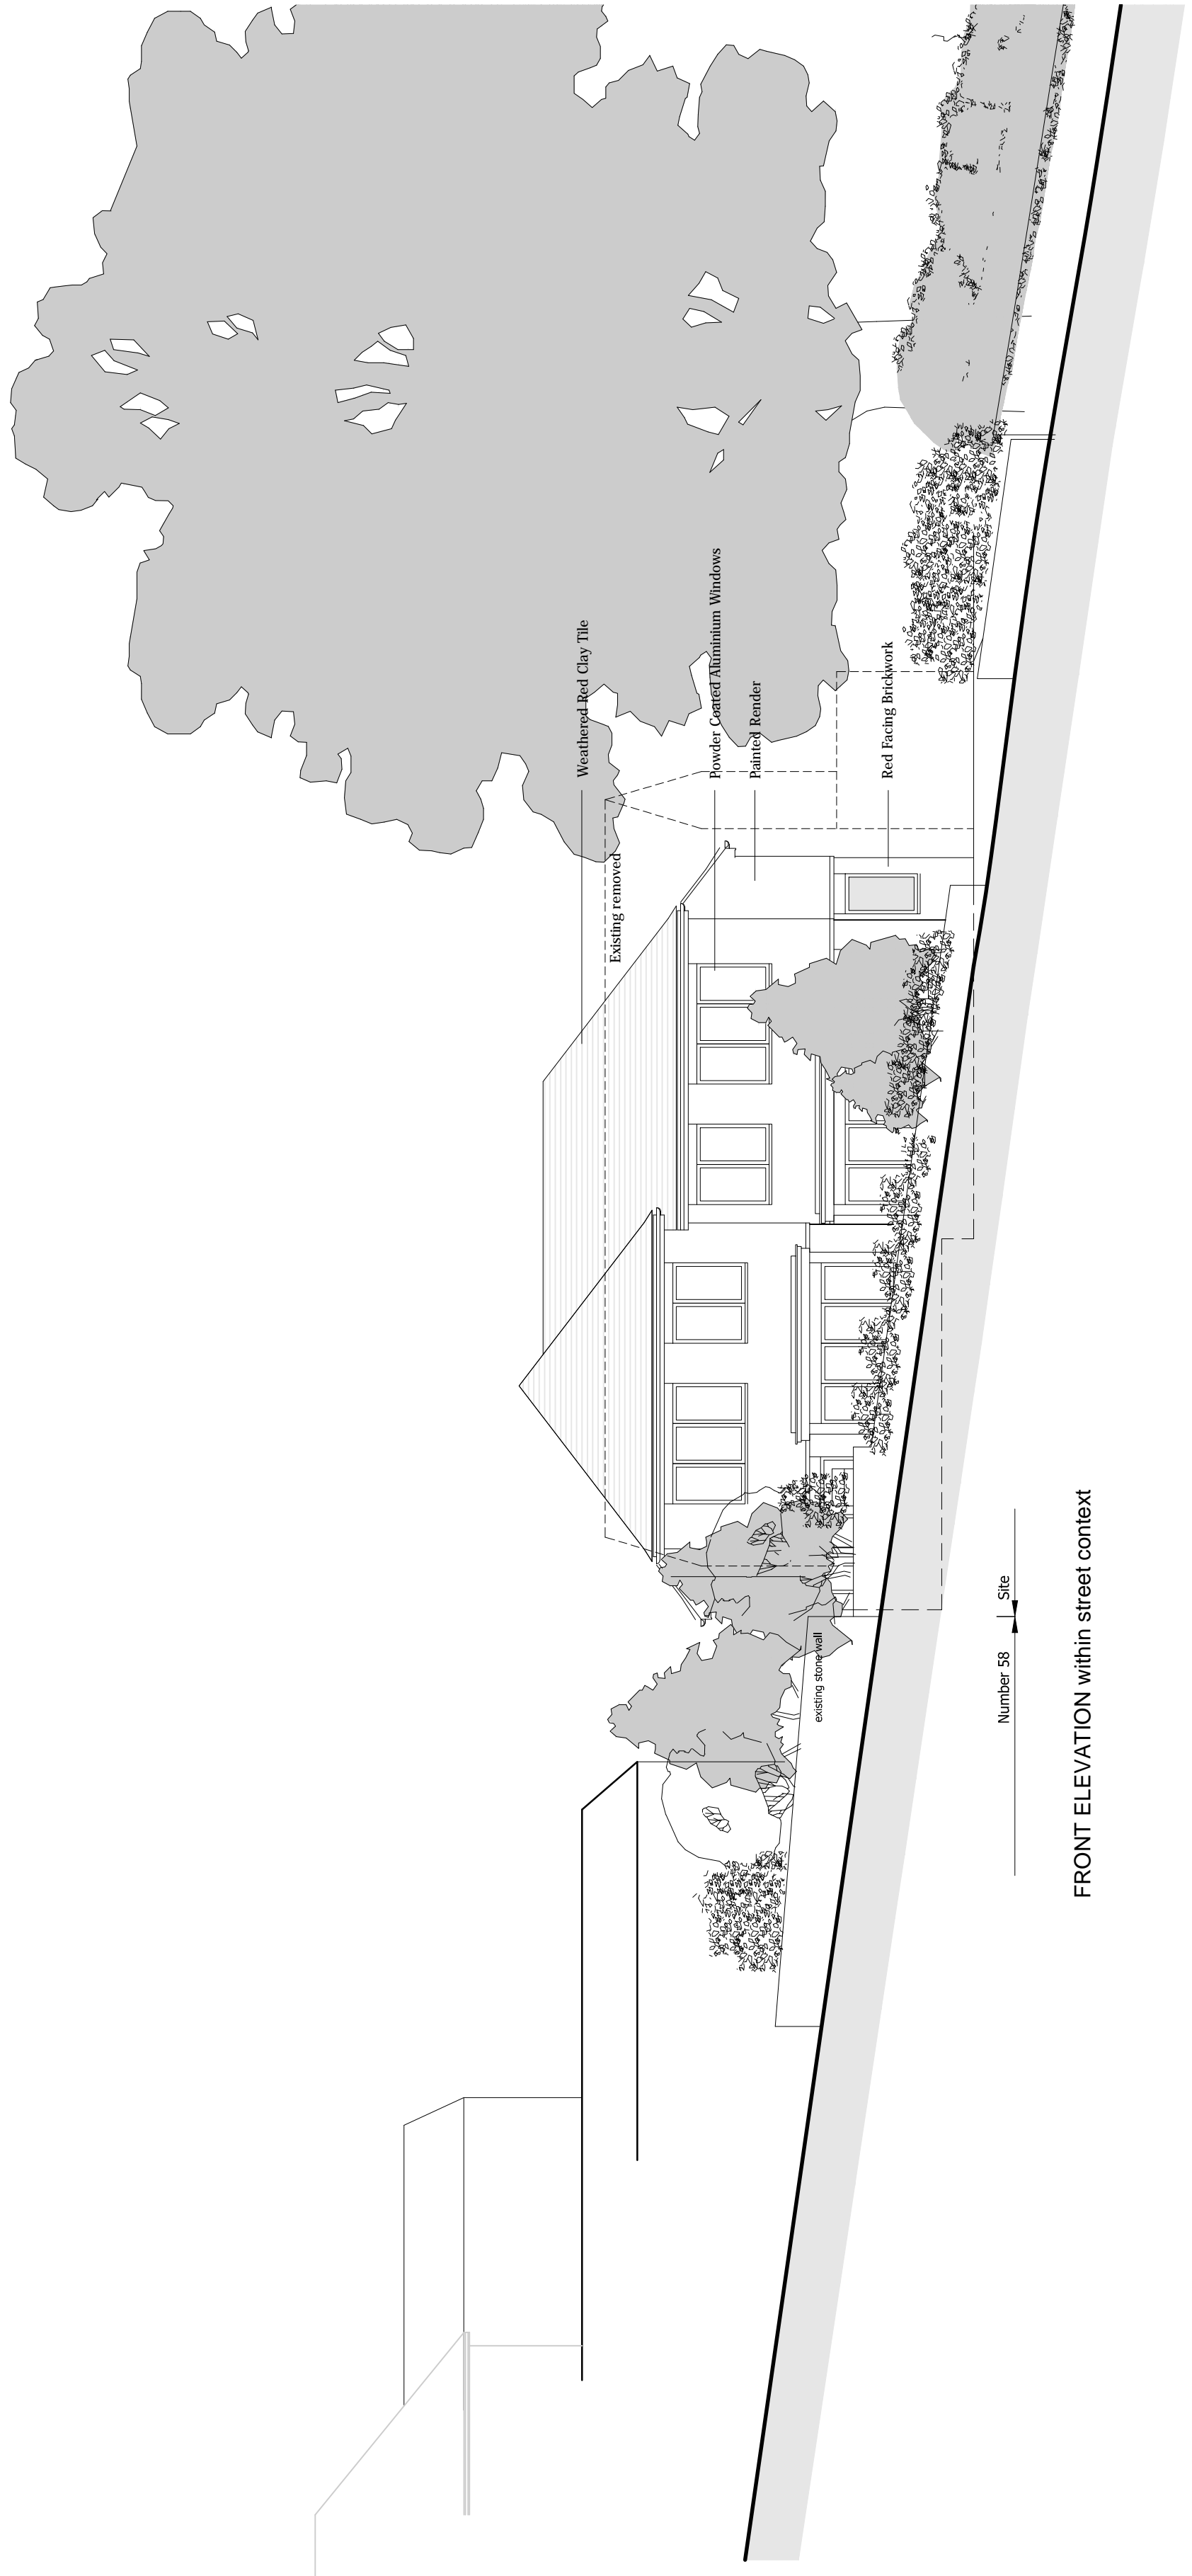 Weathered Red Clay Tile
Existing removed
Powder Coated Aluminium Windows
Painted Render
Red Facing Brickwork
existing stone wall
Number 58
Site
FRONT ELEVATION within street context